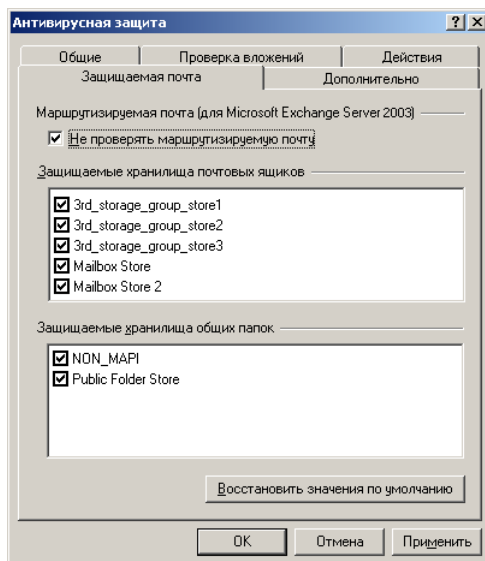 Антивирусная защита
Общие Проверка вложений Действия
Защищаемая почта Дополнительно
Маршрутизируемая почта (для Microsoft Exchange Server 2003)
Не проверять маршрутизируемую почту
Защищаемые хранилища почтовых ящиков
3rd_storage_group_store1
3rd_storage_group_store2
3rd_storage_group_store3
Mailbox Store
Mailbox Store 2
Защищаемые хранилища общих папок
NON_MAPI
Public Folder Store
Восстановить значения по умолчанию
OK Отмена Применить